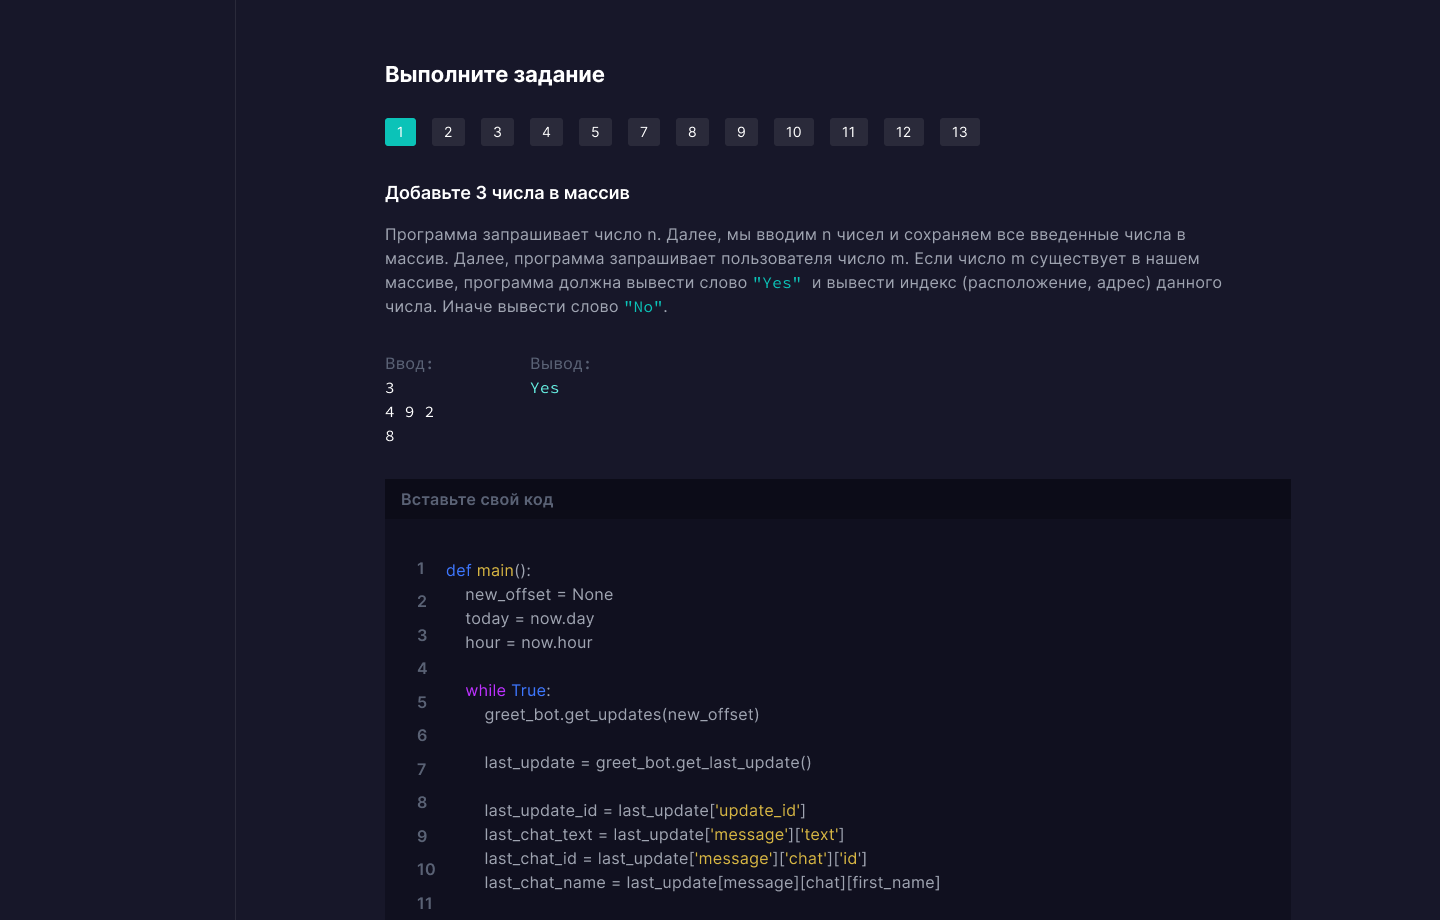 Выполните задание
1 2 3 4 5 7 8 9 10 11 12 13
Добавьте 3 числа в массив
Программа запрашивает число n. Далее, мы вводим n чисел и сохраняем все введенные числа в
массив. Далее, программа запрашивает пользователя число m. Если число m существует в нашем
массиве, программа должна вывести слово "Yes" и вывести индекс (расположение, адрес) данного
числа. Иначе вывести слово "No".
Ввод: Вывод:
3 Yes
4 9 2
8
Вставьте свой код
1 def main():
2 new_offset = None
today = now.day
3 hour = now.hour
4
while True:
5 greet_bot.get_updates(new_offset)
6
last_update = greet_bot.get_last_update()
7
8 last_update_id = last_update['update_id']
9 last_chat_text = last_update['message']['text']
last_chat_id = last_update['message']['chat']['id']
10 last_chat_name = last_update[message][chat][first_name]
11